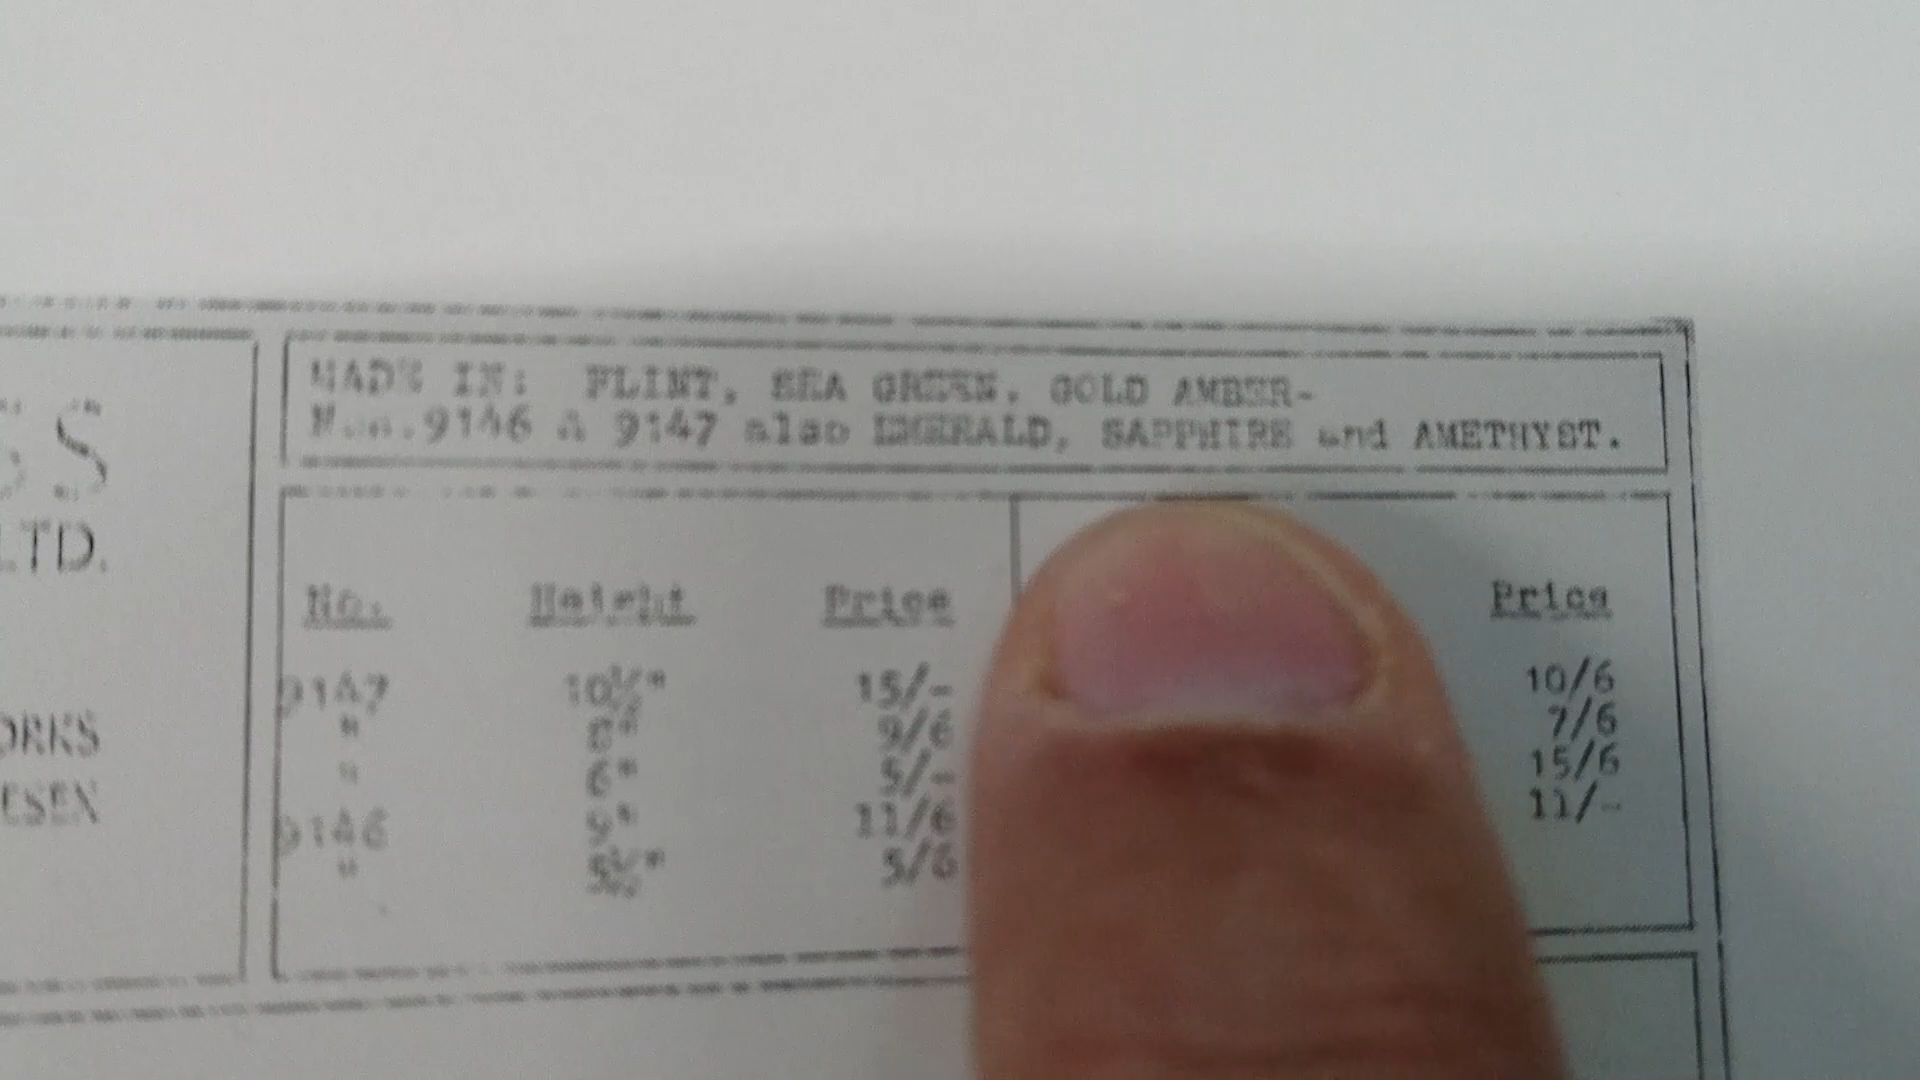 MADE IN: FLINT, SEA GREEN, GOLD AMBER-
Nos.9146 & 9147 also EMERALD, SAPPHIRE and AMETHYST.
S
LTD.
ORKS
No. Height Price Price
9147 10½" 15/- 10/6
" 8" 9/6 7/6
" 6" 5/- 15/6
9146 9" 11/6 11/-
" 5½" 5/6